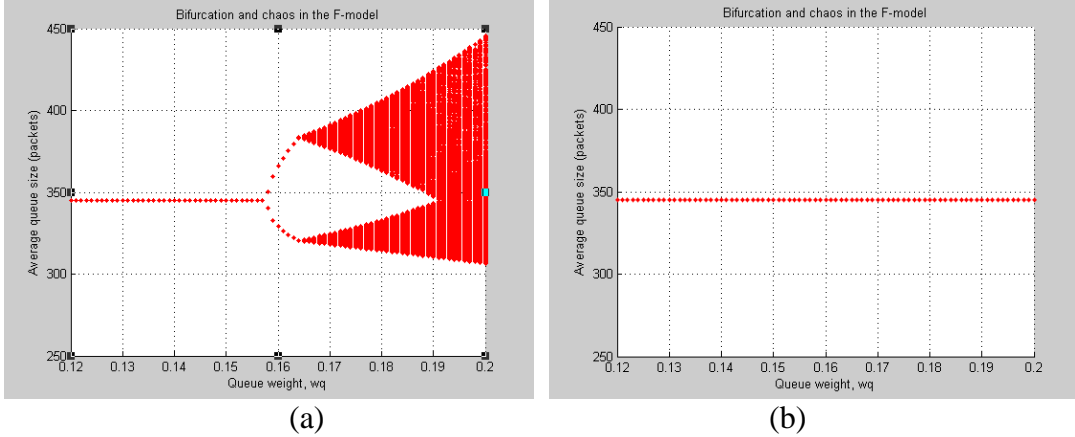 Bifurcation and chaos in the F-model
450
400
350
300
250
Average queue size (packets)
0.12 0.13 0.14 0.15 0.16 0.17 0.18 0.19 0.2
Queue weight, wq
(a)
Bifurcation and chaos in the F-model
450
400
350
300
250
Average queue size (packets)
0.12 0.13 0.14 0.15 0.16 0.17 0.18 0.19 0.2
Queue weight, wq
(b)